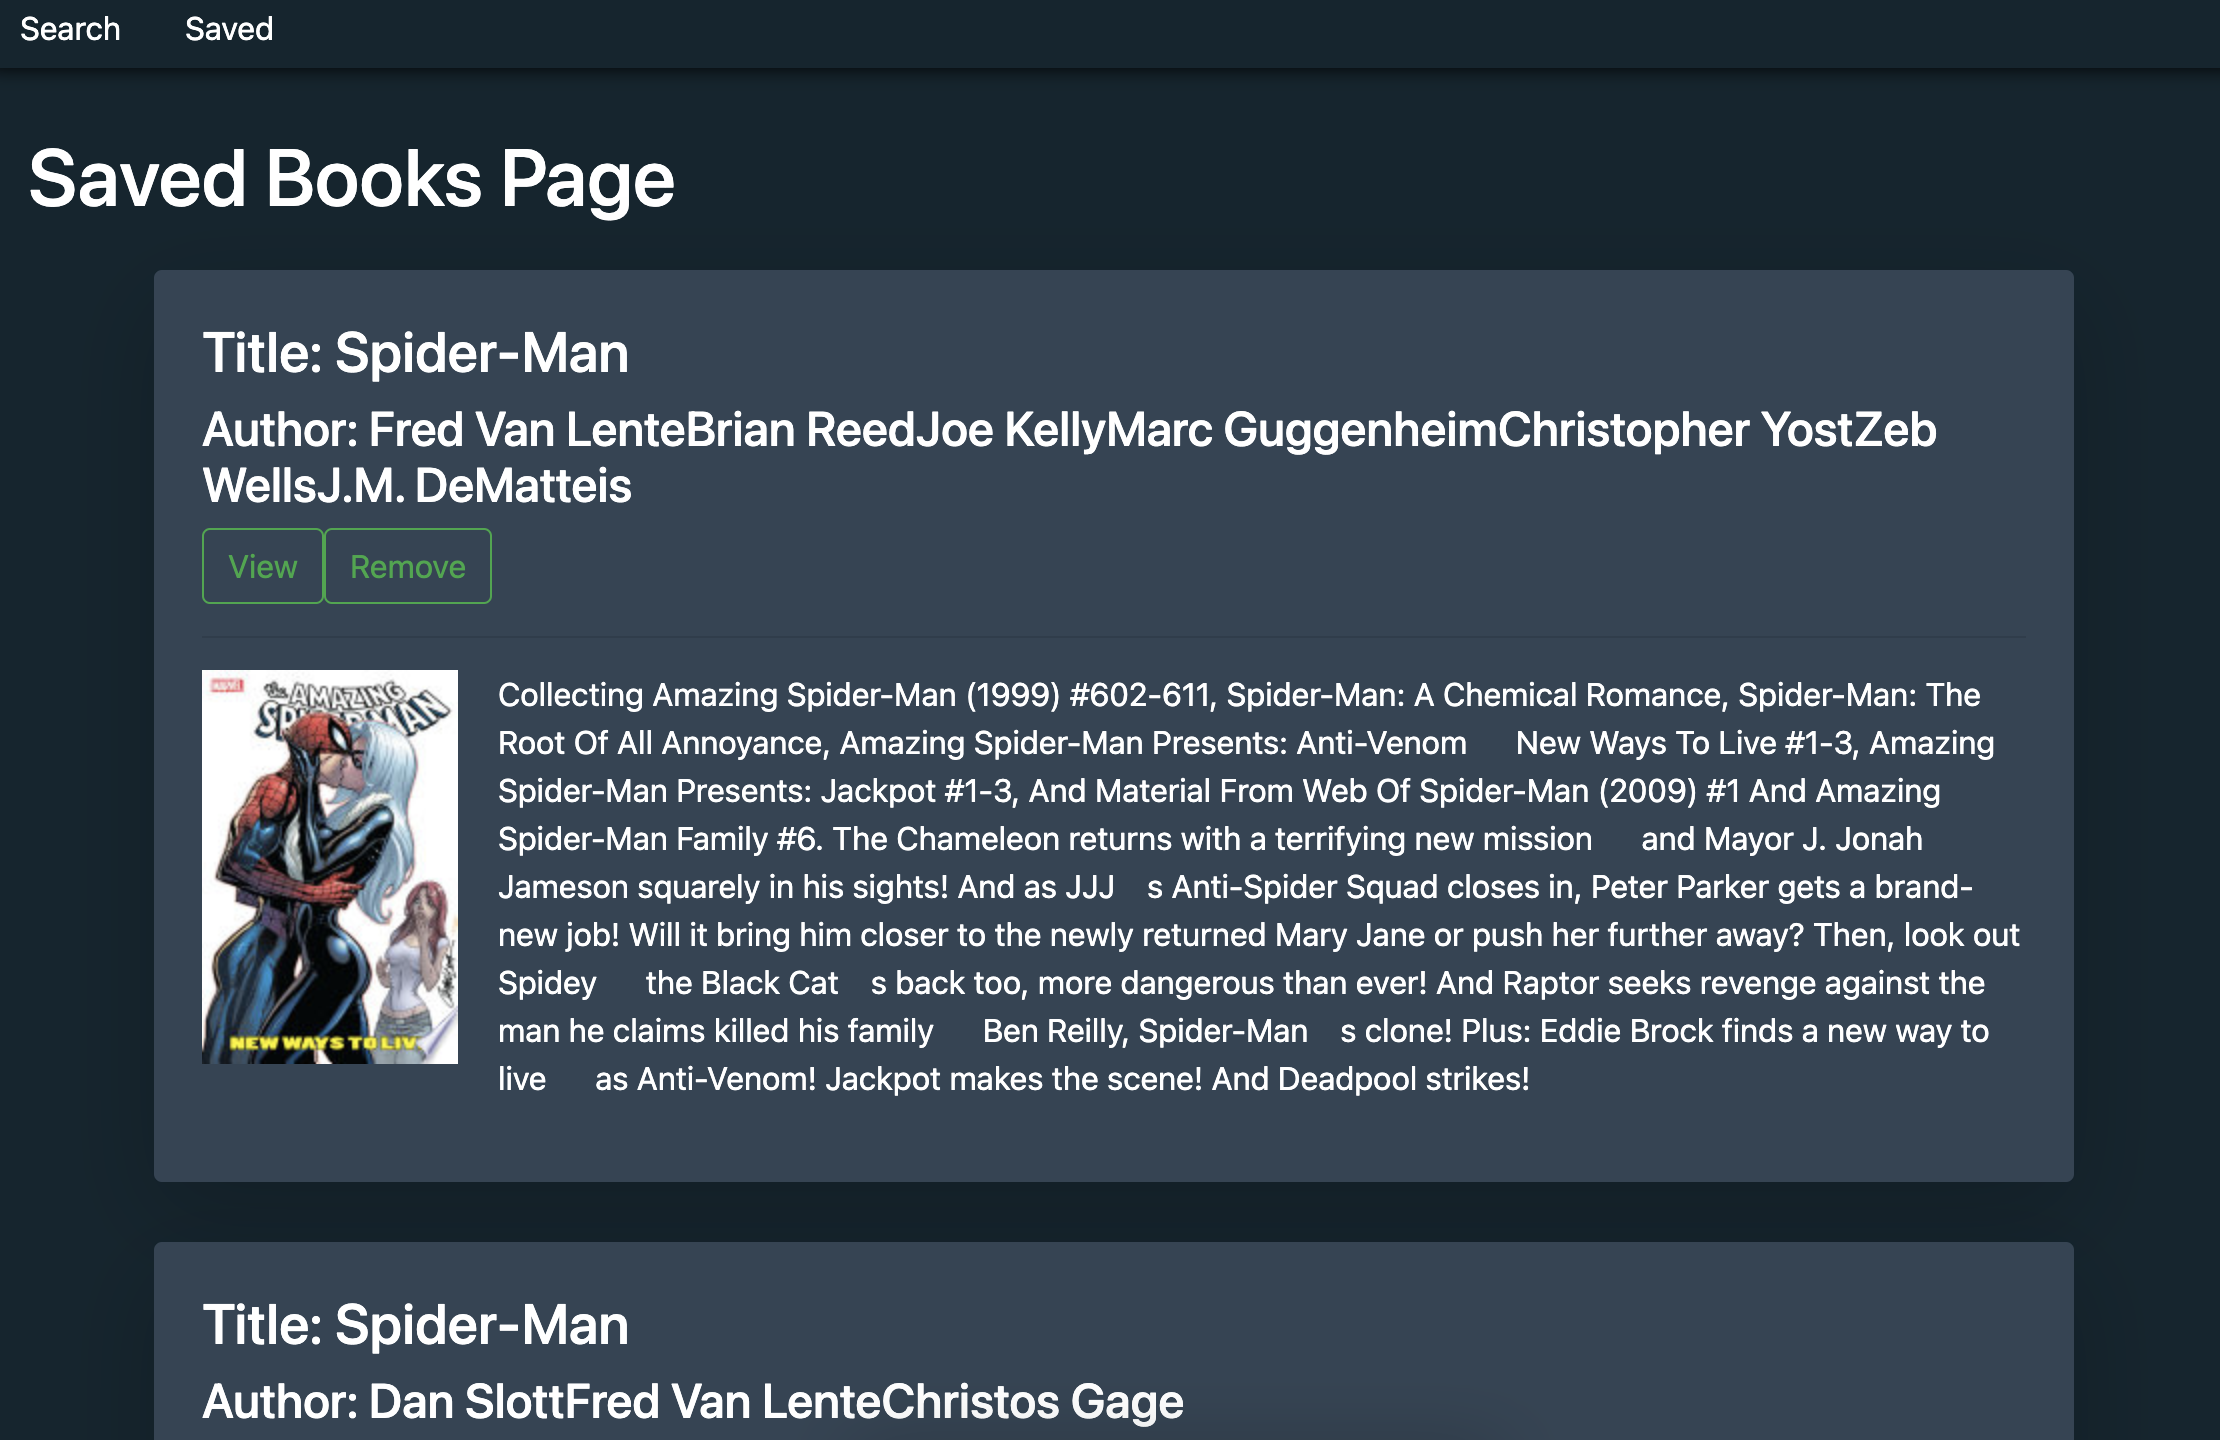 Search Saved
Saved Books Page
Title: Spider-Man
Author: Fred Van LenteBrian ReedJoe KellyMarc GuggenheimChristopher YostZeb
WellsJ.M. DeMatteis
View Remove
MARVEL
the AMAZING
SPIDER-MAN
NEW WAYS TO LIV
Collecting Amazing Spider-Man (1999) #602-611, Spider-Man: A Chemical Romance, Spider-Man: The
Root Of All Annoyance, Amazing Spider-Man Presents: Anti-Venom New Ways To Live #1-3, Amazing
Spider-Man Presents: Jackpot #1-3, And Material From Web Of Spider-Man (2009) #1 And Amazing
Spider-Man Family #6. The Chameleon returns with a terrifying new mission and Mayor J. Jonah
Jameson squarely in his sights! And as JJJ s Anti-Spider Squad closes in, Peter Parker gets a brand-
new job! Will it bring him closer to the newly returned Mary Jane or push her further away? Then, look out
Spidey the Black Cat s back too, more dangerous than ever! And Raptor seeks revenge against the
man he claims killed his family Ben Reilly, Spider-Man s clone! Plus: Eddie Brock finds a new way to
live as Anti-Venom! Jackpot makes the scene! And Deadpool strikes!
Title: Spider-Man
Author: Dan SlottFred Van LenteChristos Gage